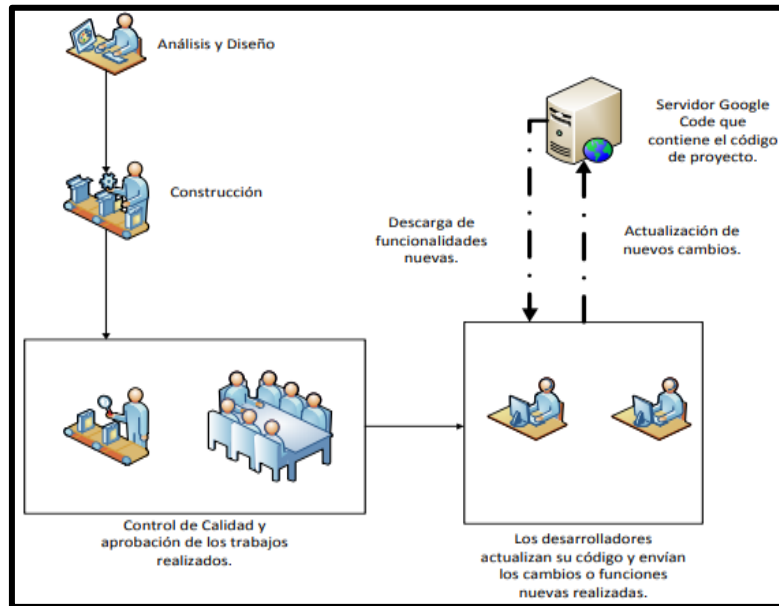 Análisis y Diseño
Construcción
Servidor Google
Code que
contiene el código
de proyecto.
Descarga de
funcionalidades
nuevas.
Actualización de
nuevos cambios.
Control de Calidad y
aprobación de los trabajos
realizados.
Los desarrolladores
actualizan su código y envían
los cambios o funciones
nuevas realizadas.